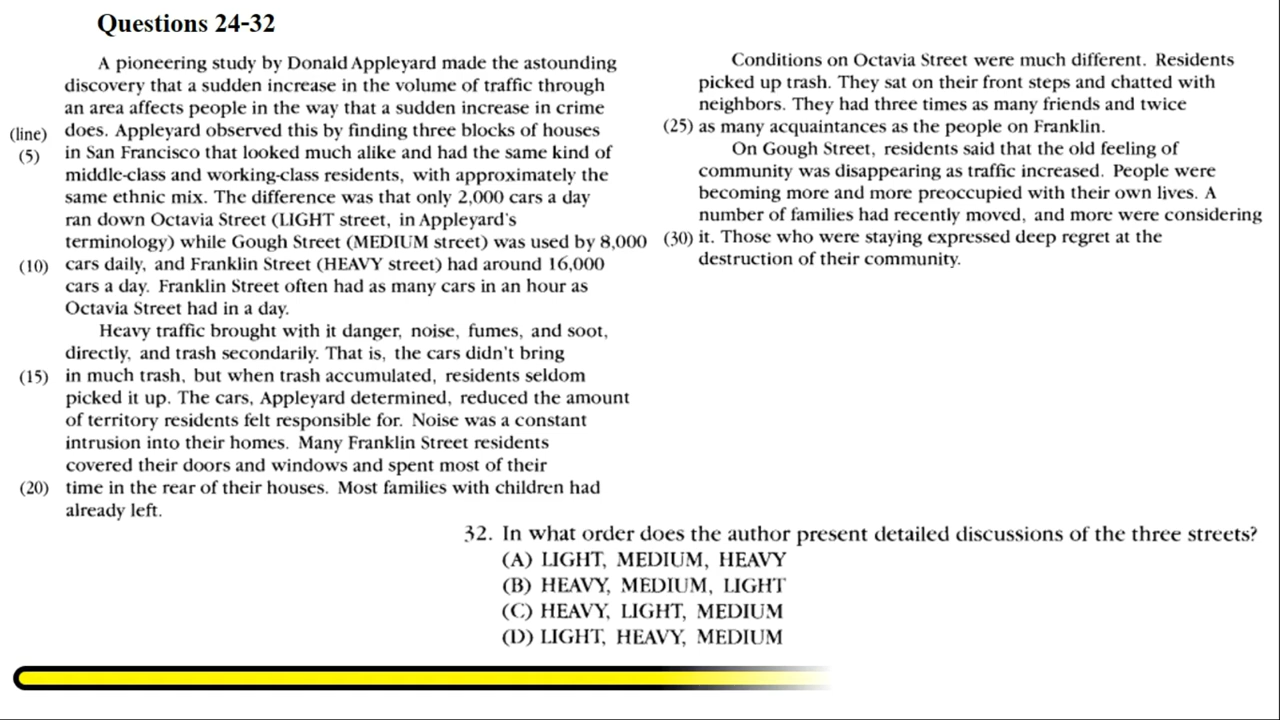 Questions 24-32
A pioneering study by Donald Appleyard made the astounding
discovery that a sudden increase in the volume of traffic through
an area affects people in the way that a sudden increase in crime
(line) does. Appleyard observed this by finding three blocks of houses
(5) in San Francisco that looked much alike and had the same kind of
middle-class and working-class residents, with approximately the
same ethnic mix. The difference was that only 2,000 cars a day
ran down Octavia Street (LIGHT street, in Appleyard's
terminology) while Gough Street (MEDIUM street) was used by 8,000
(10) cars daily, and Franklin Street (HEAVY street) had around 16,000
cars a day. Franklin Street often had as many cars in an hour as
Octavia Street had in a day.
Heavy traffic brought with it danger, noise, fumes, and soot,
directly, and trash secondarily. That is, the cars didn't bring
(15) in much trash, but when trash accumulated, residents seldom
picked it up. The cars, Appleyard determined, reduced the amount
of territory residents felt responsible for. Noise was a constant
intrusion into their homes. Many Franklin Street residents
covered their doors and windows and spent most of their
(20) time in the rear of their houses. Most families with children had
already left.
Conditions on Octavia Street were much different. Residents
picked up trash. They sat on their front steps and chatted with
neighbors. They had three times as many friends and twice
(25) as many acquaintances as the people on Franklin.
On Gough Street, residents said that the old feeling of
community was disappearing as traffic increased. People were
becoming more and more preoccupied with their own lives. A
number of families had recently moved, and more were considering
(30) it. Those who were staying expressed deep regret at the
destruction of their community.
32. In what order does the author present detailed discussions of the three streets?
(A) LIGHT, MEDIUM, HEAVY
(B) HEAVY, MEDIUM, LIGHT
(C) HEAVY, LIGHT, MEDIUM
(D) LIGHT, HEAVY, MEDIUM